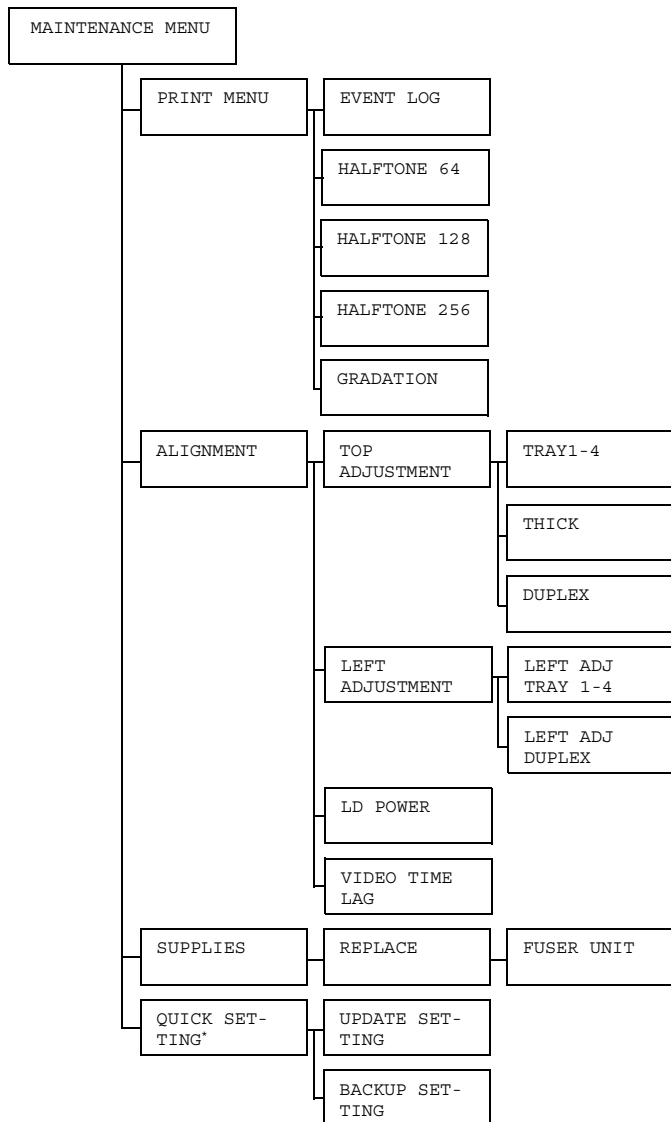 MAINTENANCE MENU
PRINT MENU
EVENT LOG
HALFTONE 64
HALFTONE 128
HALFTONE 256
GRADATION
ALIGNMENT
TOP
ADJUSTMENT
TRAY1-4
THICK
DUPLEX
LEFT
ADJUSTMENT
LEFT ADJ
TRAY 1-4
LEFT ADJ
DUPLEX
LD POWER
VIDEO TIME
LAG
SUPPLIES
REPLACE
FUSER UNIT
QUICK SET-
TING*
UPDATE SET-
TING
BACKUP SET-
TING